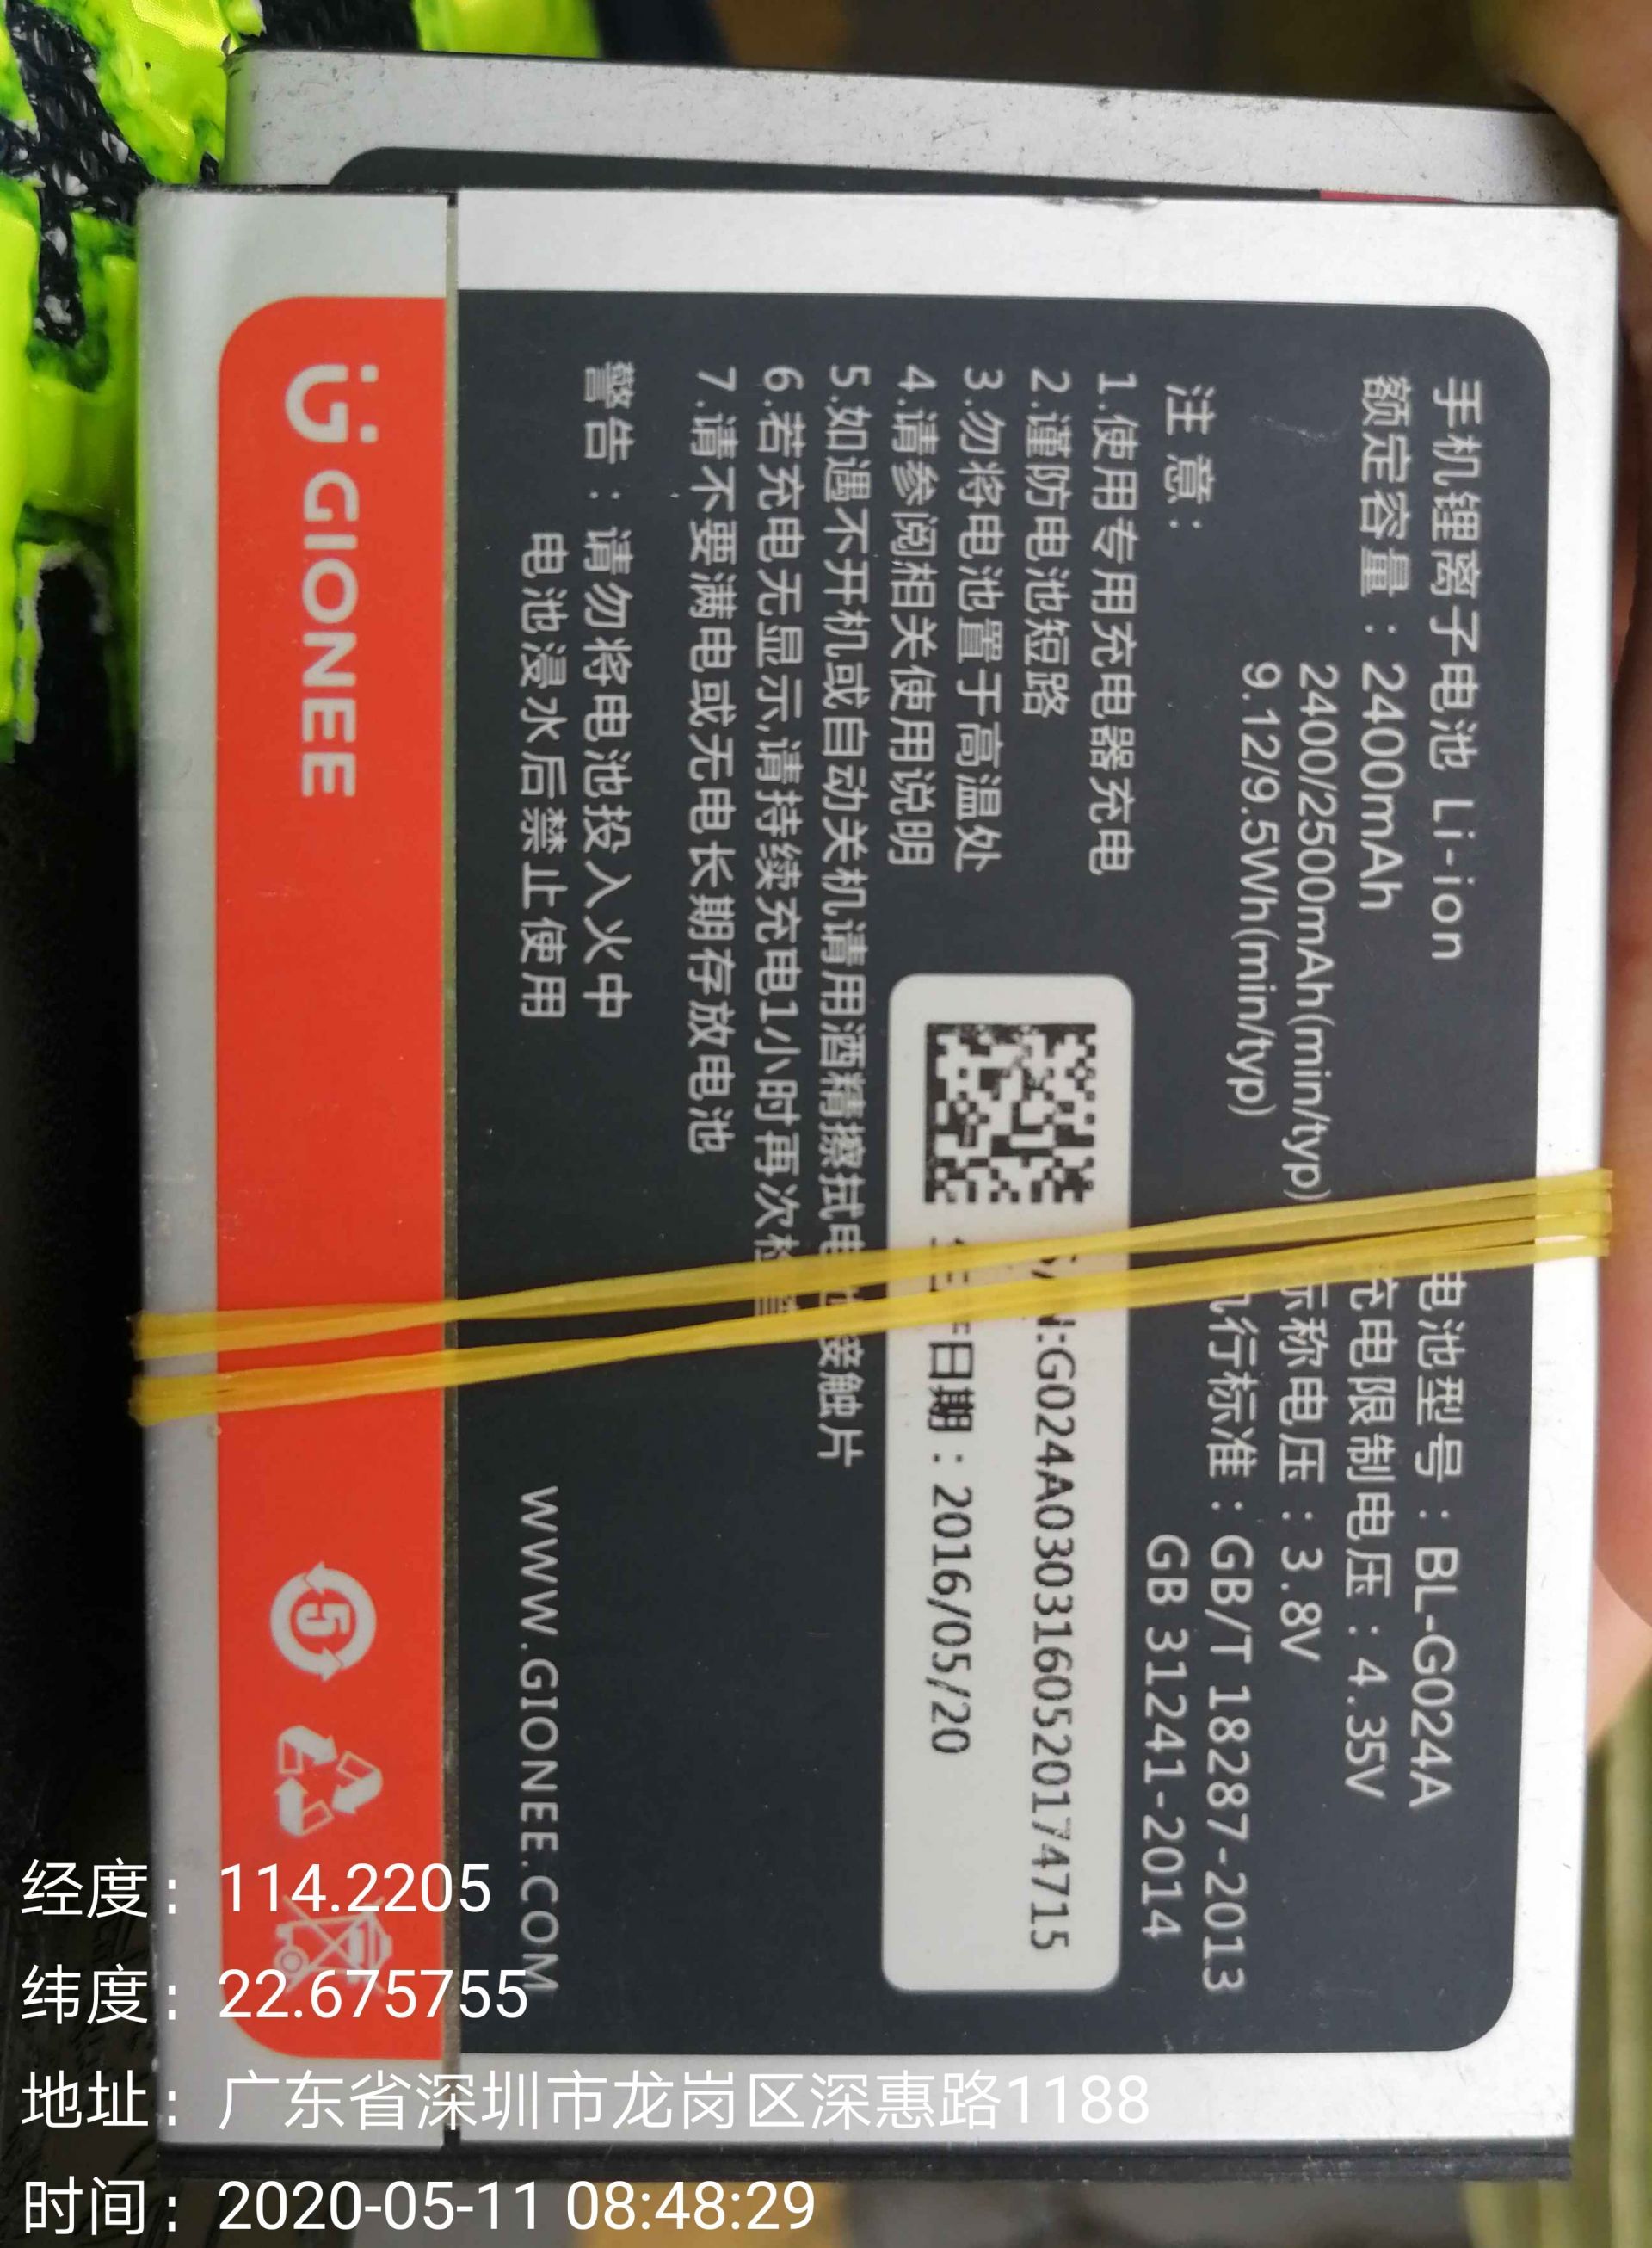 手机锂离子电池 Li-ion
额定容量：2400mAh
2400/2500mAh(min/typ)
9.12/9.5Wh(min/typ)
电池型号：BL-G024A
充电限制电压：4.35V
标称电压：3.8V
执行标准：GB/T 18287-2013
GB 31241-2014
注意：
1.使用专用充电器充电
2.谨防电池短路
3.勿将电池置于高温处
4.请参阅相关使用说明
S/N:G024A0303160520174715
日期：2016/05/20
5.如遇不开机或自动关机请用酒精擦拭电池接触片
6.若充电无显示,请持续充电1小时再次检查
7.请不要满电或无电长期存放电池
警告：请勿将电池投入火中
电池浸水后禁止使用
WWW.GIONEE.COM
GIONEE
5
经度：114.2205
纬度：22.675755
地址：广东省深圳市龙岗区深惠路1188
时间：2020-05-11 08:48:29